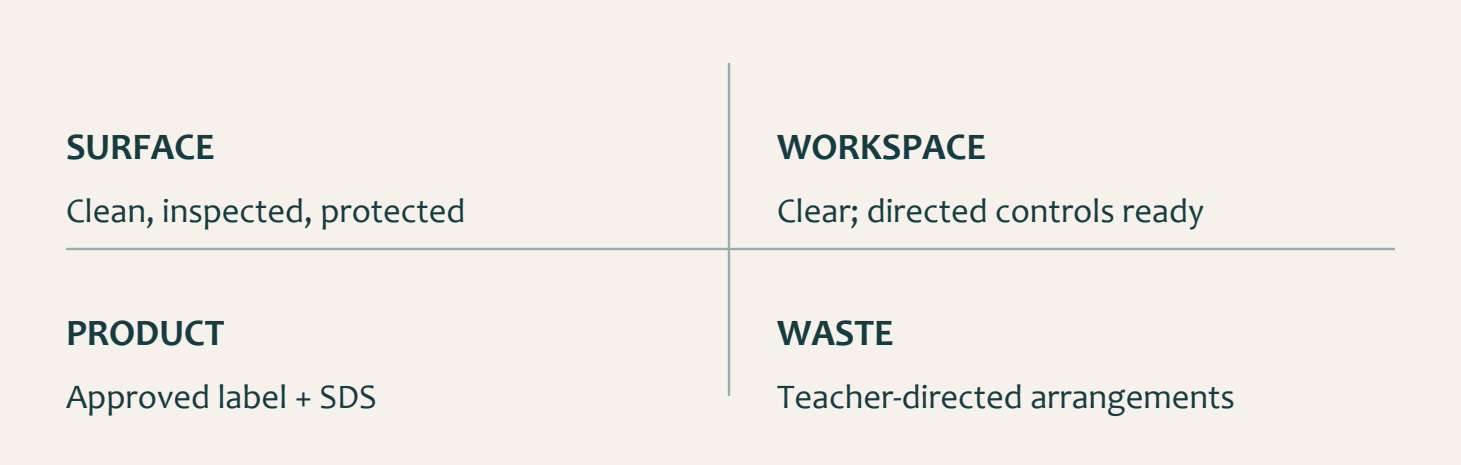 SURFACE
Clean, inspected, protected
WORKSPACE
Clear; directed controls ready
PRODUCT
Approved label + SDS
WASTE
Teacher-directed arrangements